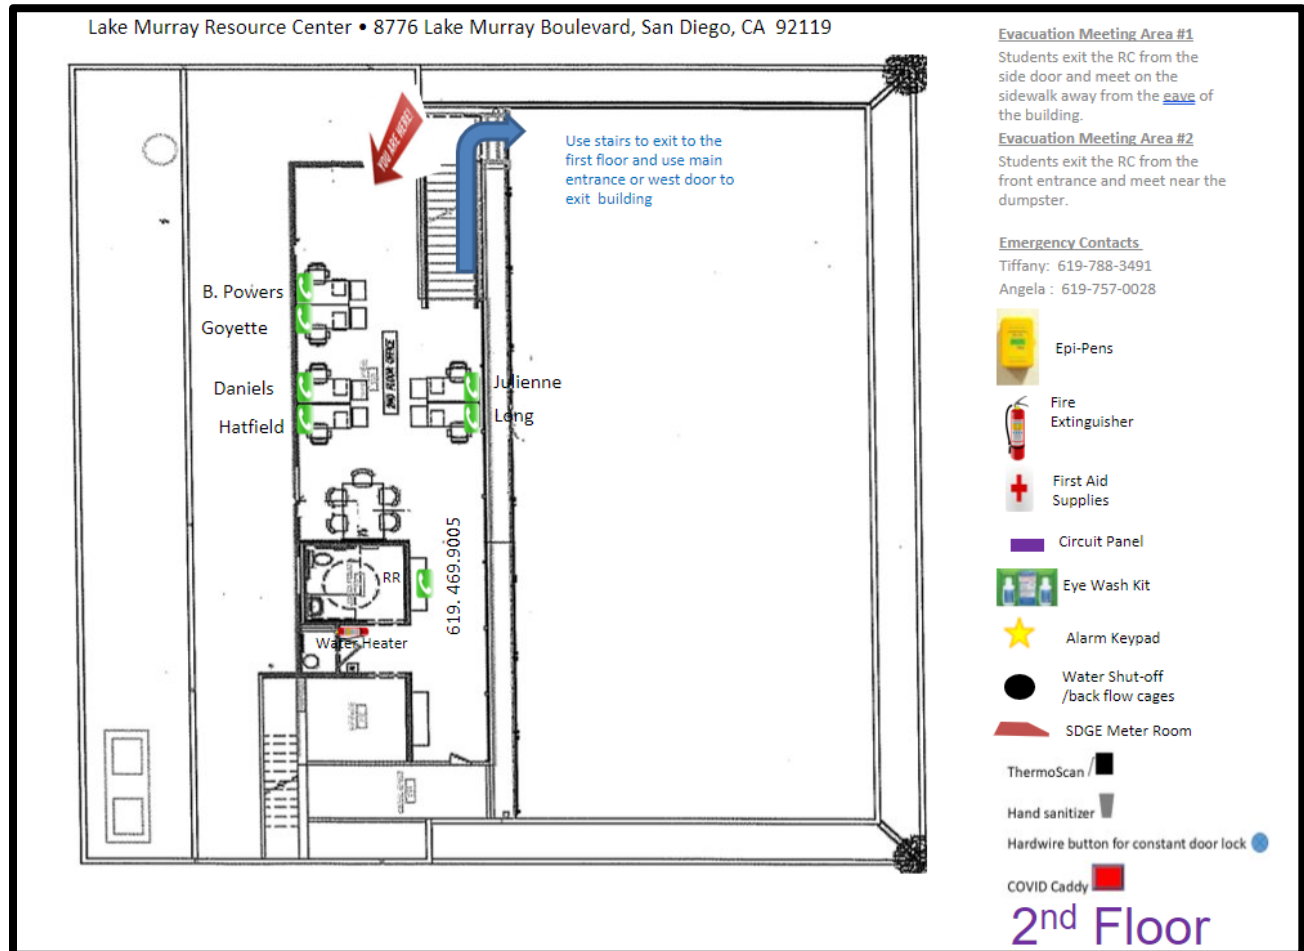 Lake Murray Resource Center • 8776 Lake Murray Boulevard, San Diego, CA  92119
YOU ARE HERE!
Use stairs to exit to the
first floor and use main
entrance or west door to
exit  building
B. Powers
Goyette
Daniels
Hatfield
2ND FLOOR OFFICE
Julienne
Long
RR
619. 469.9005
Water Heater
Evacuation Meeting Area #1
Students exit the RC from the
side door and meet on the
sidewalk away from the eave of
the building.
Evacuation Meeting Area #2
Students exit the RC from the
front entrance and meet near the
dumpster.
Emergency Contacts
Tiffany:  619-788-3491
Angela :  619-757-0028
Epi-Pens
Fire
Extinguisher
First Aid
Supplies
Circuit Panel
Eye Wash Kit
Alarm Keypad
Water Shut-off
/back flow cages
SDGE Meter Room
ThermoScan /
Hand sanitizer
Hardwire button for constant door lock
COVID Caddy
2nd Floor